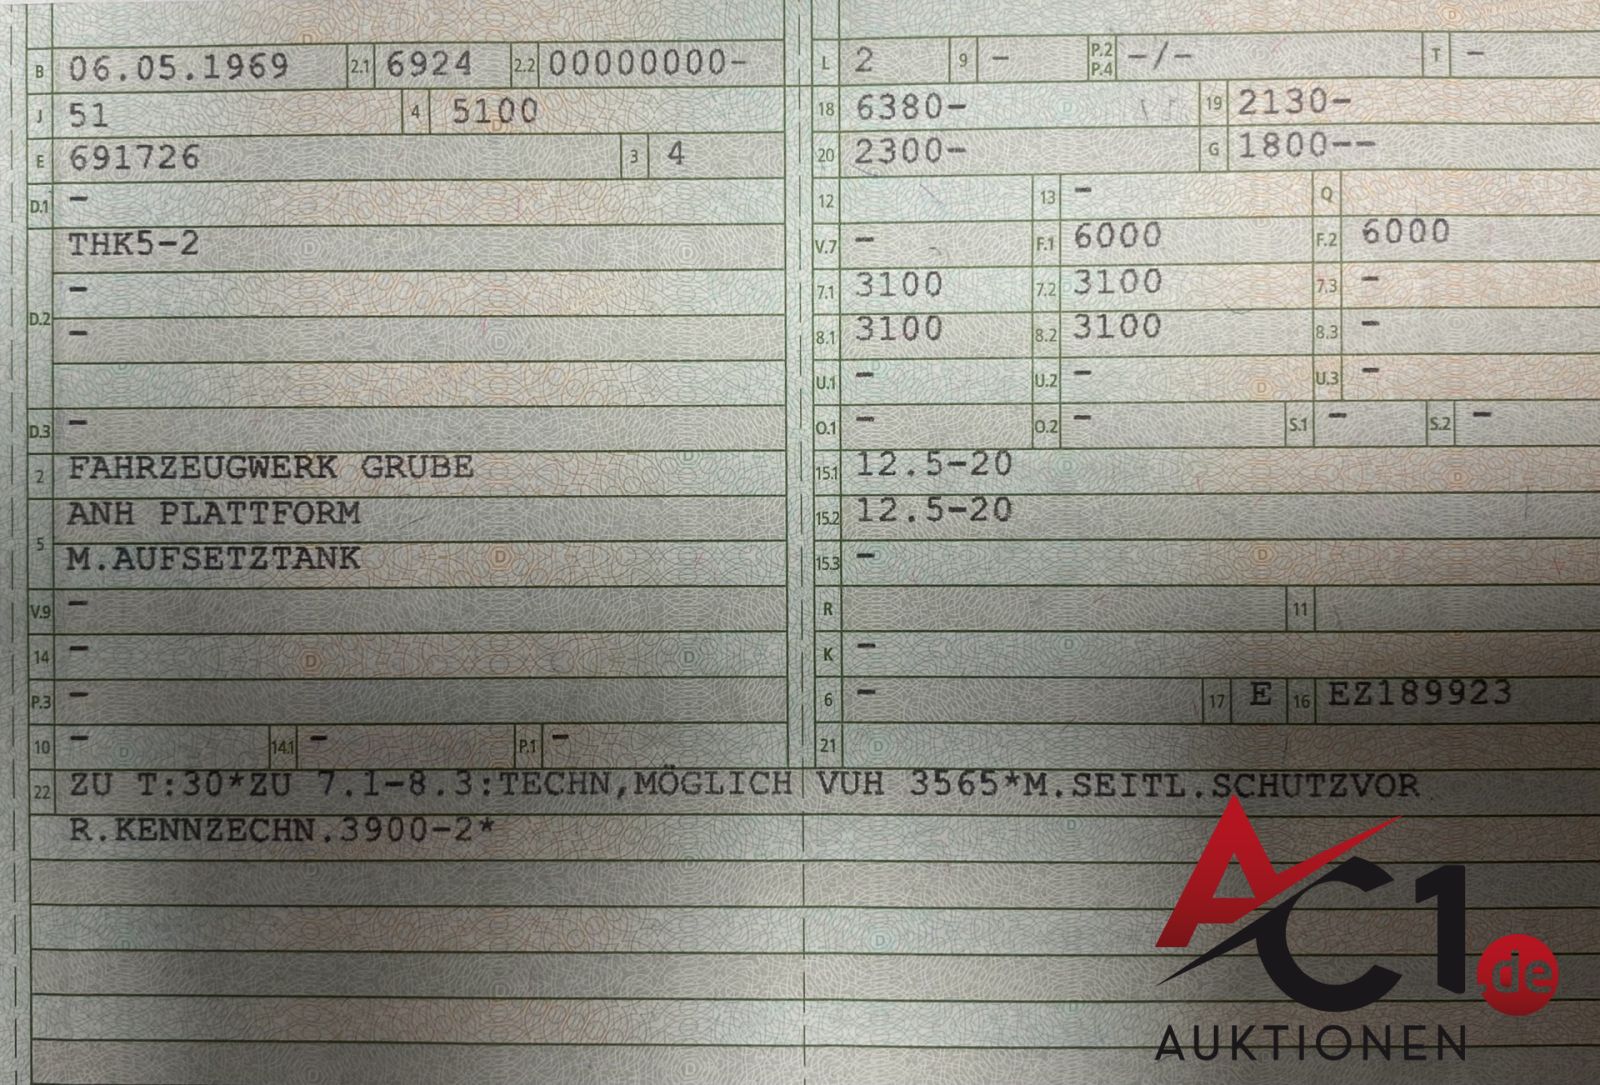 B 06.05.1969 2.1 6924 2.2 00000000-
J 51 4 5100
E 691726 3 4
D.1 -
D.2 THK5-2
-
-
D.3 -
2 FAHRZEUGWERK GRUBE
5 ANH PLATTFORM
M.AUFSETZTANK
V.9 -
14 -
P.3 -
10 - 14.1 - P.1 -
L 2 9 - P.2 P.4 -/- T -
18 6380- 19 2130-
20 2300- G 1800--
12 13 - Q
V.7 - F.1 6000 F.2 6000
7.1 3100 7.2 3100 7.3 -
8.1 3100 8.2 3100 8.3 -
U.1 - U.2 - U.3 -
O.1 - O.2 - S.1 - S.2 -
15.1 12.5-20
15.2 12.5-20
15.3 -
R 11
K -
6 - 17 E 16 EZ189923
21
22 ZU T:30*ZU 7.1-8.3:TECHN,MÖGLICH VUH 3565*M.SEITL.SCHUTZVOR
R.KENNZECHN.3900-2*
AC1.de
AUKTIONEN